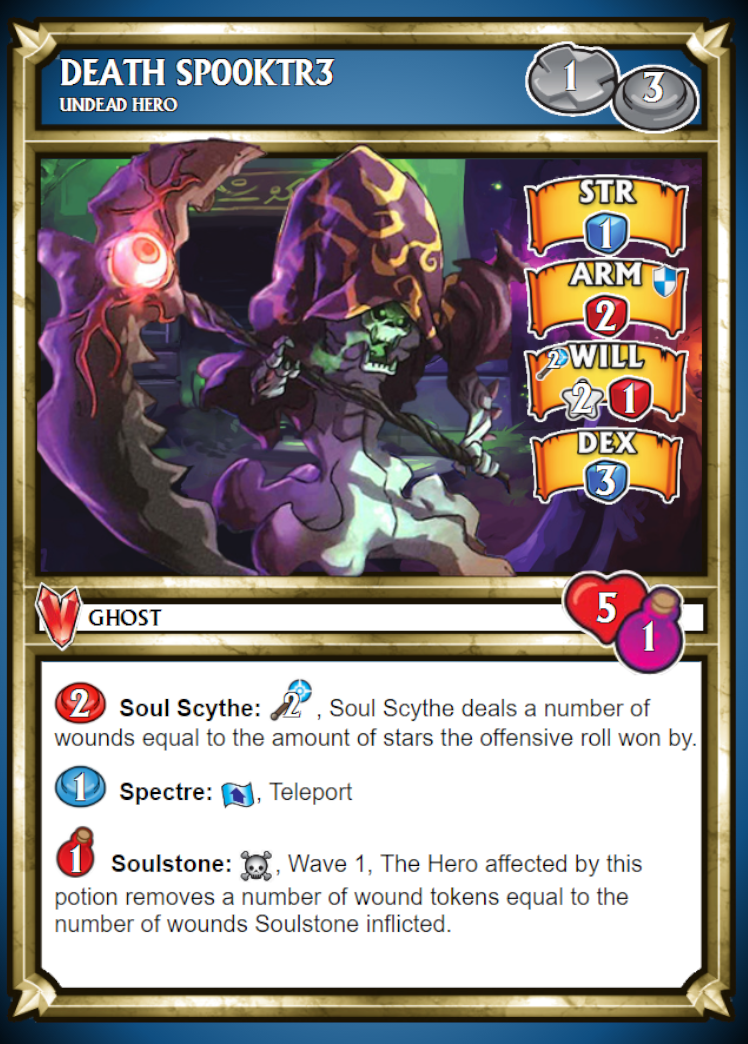 DEATH SP00KTR3
UNDEAD HERO
1
3
STR
1
ARM
2
2 WILL
2 1
DEX
3
GHOST
5
1
2 Soul Scythe: 2 , Soul Scythe deals a number of
wounds equal to the amount of stars the offensive roll won by.
1 Spectre: , Teleport
1 Soulstone: , Wave 1, The Hero affected by this
potion removes a number of wound tokens equal to the
number of wounds Soulstone inflicted.